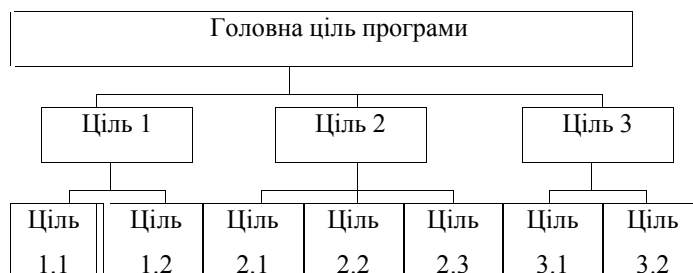 Головна ціль програми
Ціль 1
Ціль 2
Ціль 3
Ціль
1.1
Ціль
1.2
Ціль
2.1
Ціль
2.2
Ціль
2.3
Ціль
3.1
Ціль
3.2